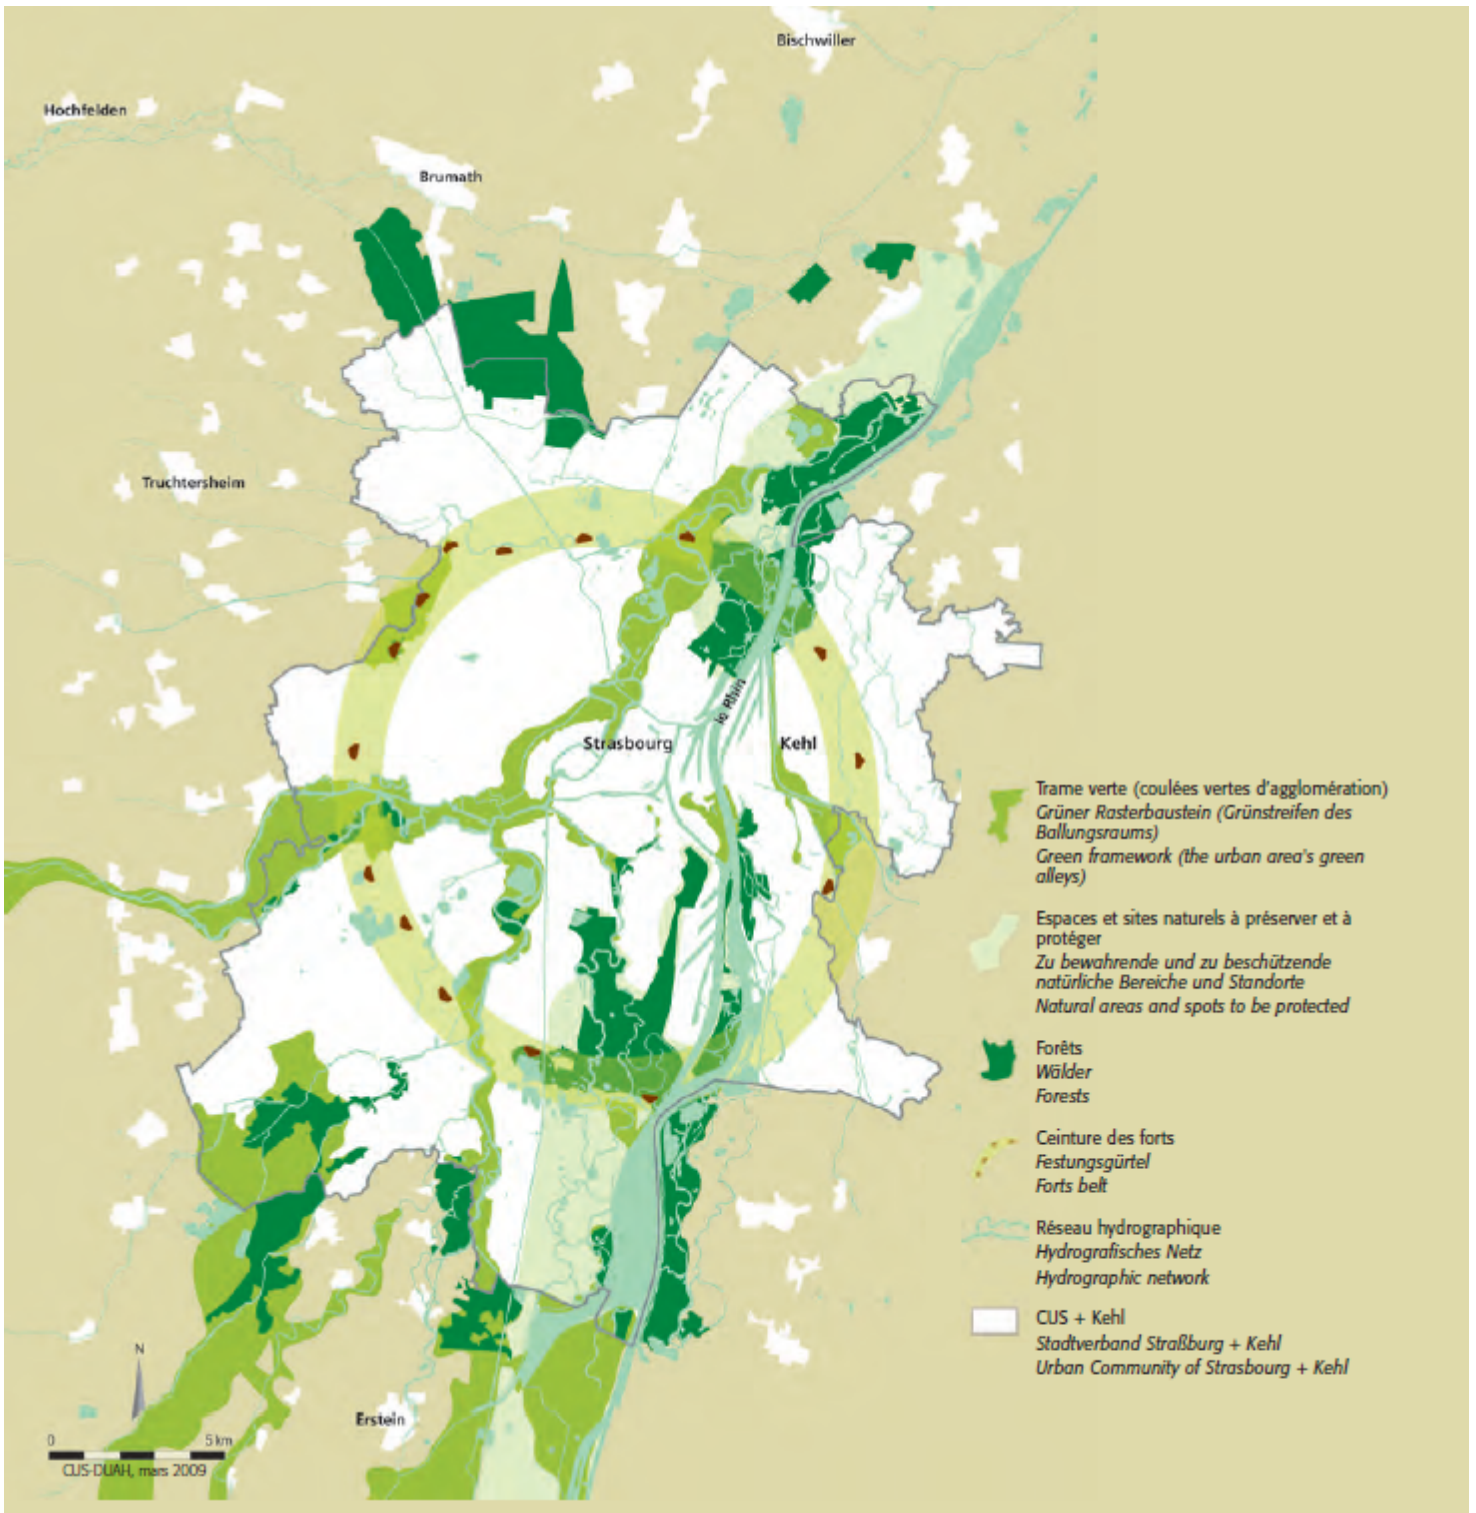 Bischwiller
Hochfelden
Brumath
Truchtersheim
le Rhin
Strasbourg
Kehl
Trame verte (coulées vertes d'agglomération)
Grüner Rasterbaustein (Grünstreifen des
Ballungsraums)
Green framework (the urban area's green
alleys)
Espaces et sites naturels à préserver et à
protéger
Zu bewahrende und zu beschützende
natürliche Bereiche und Standorte
Natural areas and spots to be protected
Forêts
Wälder
Forests
Ceinture des forts
Festungsgürtel
Forts belt
Réseau hydrographique
Hydrografisches Netz
Hydrographic network
CUS + Kehl
Stadtverband Straßburg + Kehl
Urban Community of Strasbourg + Kehl
N
Erstein
0 5 km
CUS-DUAH, mars 2009